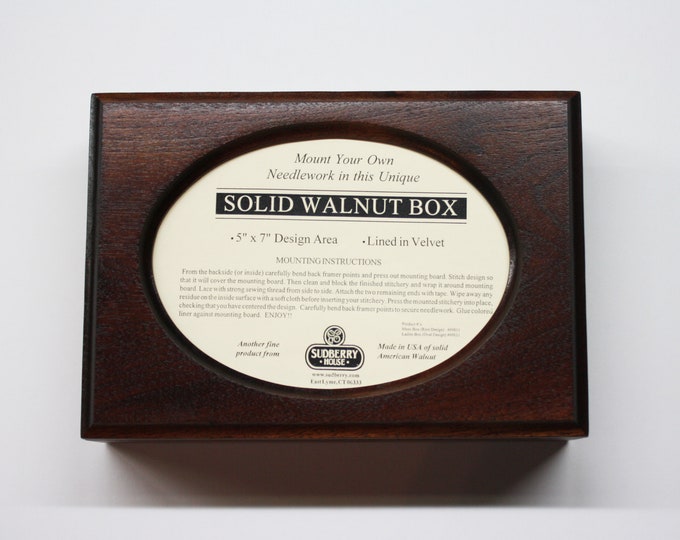 Mount Your Own
Needlework in this Unique
SOLID WALNUT BOX
• 5" x 7" Design Area • Lined in Velvet
MOUNTING INSTRUCTIONS
From the backside (or inside) carefully bend back framer points and press out mounting board. Stitch design so
that it will cover the mounting board. Then clean and block the finished stitchery and wrap it around mounting
board. Lace with strong sewing thread from side to side. Attach the two remaining ends with tape. Wipe away any
residue on the inside surface with a soft cloth before inserting your stitchery. Press the mounted stitchery into place,
checking that you have centered the design. Carefully bend back framer points to secure needlework. Glue
liner against mounting board. ENJOY!!
Another fine
product from
SUDBERRY
HOUSE
www.sudberry.com
East Lyme, CT 06333
Made in USA of solid
American Walnut